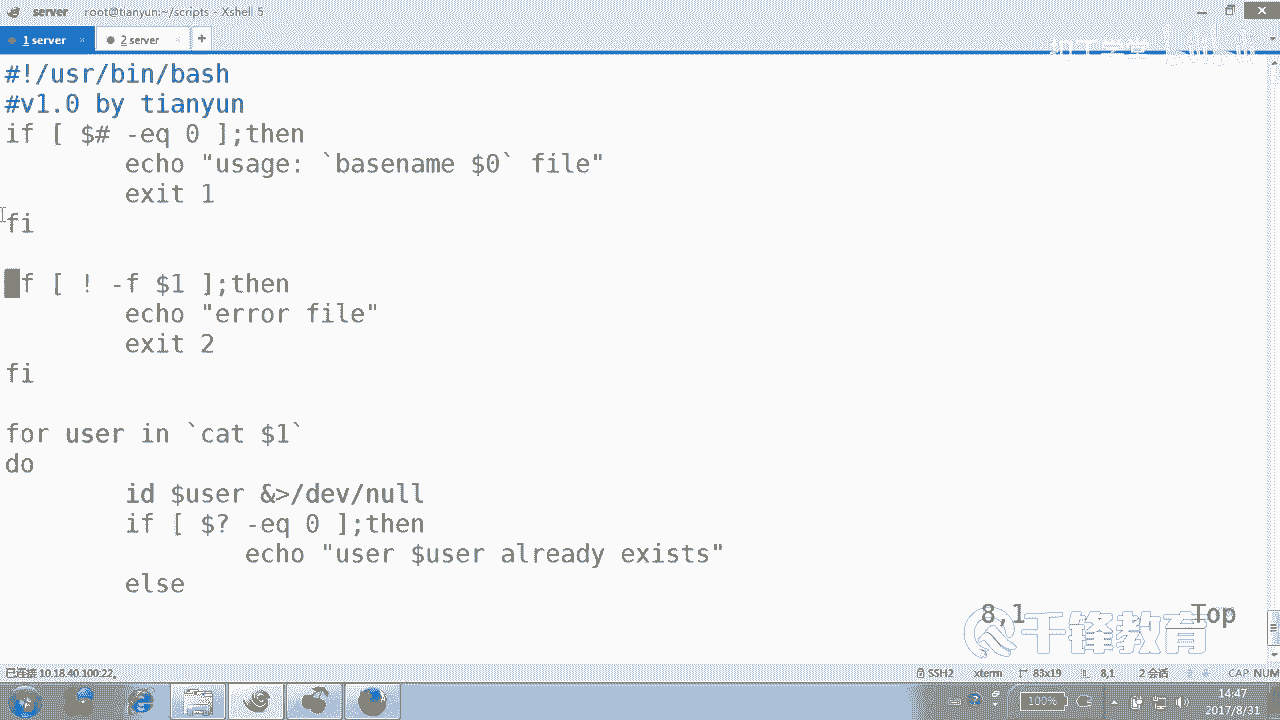 server root@tianyun:~/scripts - Xshell 5
1 server × 2 server × +
#!/usr/bin/bash
#v1.0 by tianyun
if [ $# -eq 0 ];then
echo "usage: `basename $0` file"
exit 1
fi
if [ ! -f $1 ];then
echo "error file"
exit 2
fi
for user in `cat $1`
do
id $user &>/dev/null
if [ $? -eq 0 ];then
echo "user $user already exists"
else
8,1 Top
千锋教育
已连接 10.18.40.100:22。 SSH2 xterm 83x19 8,1 2 会话 CAP NUM
100% 14:47
2017/8/31